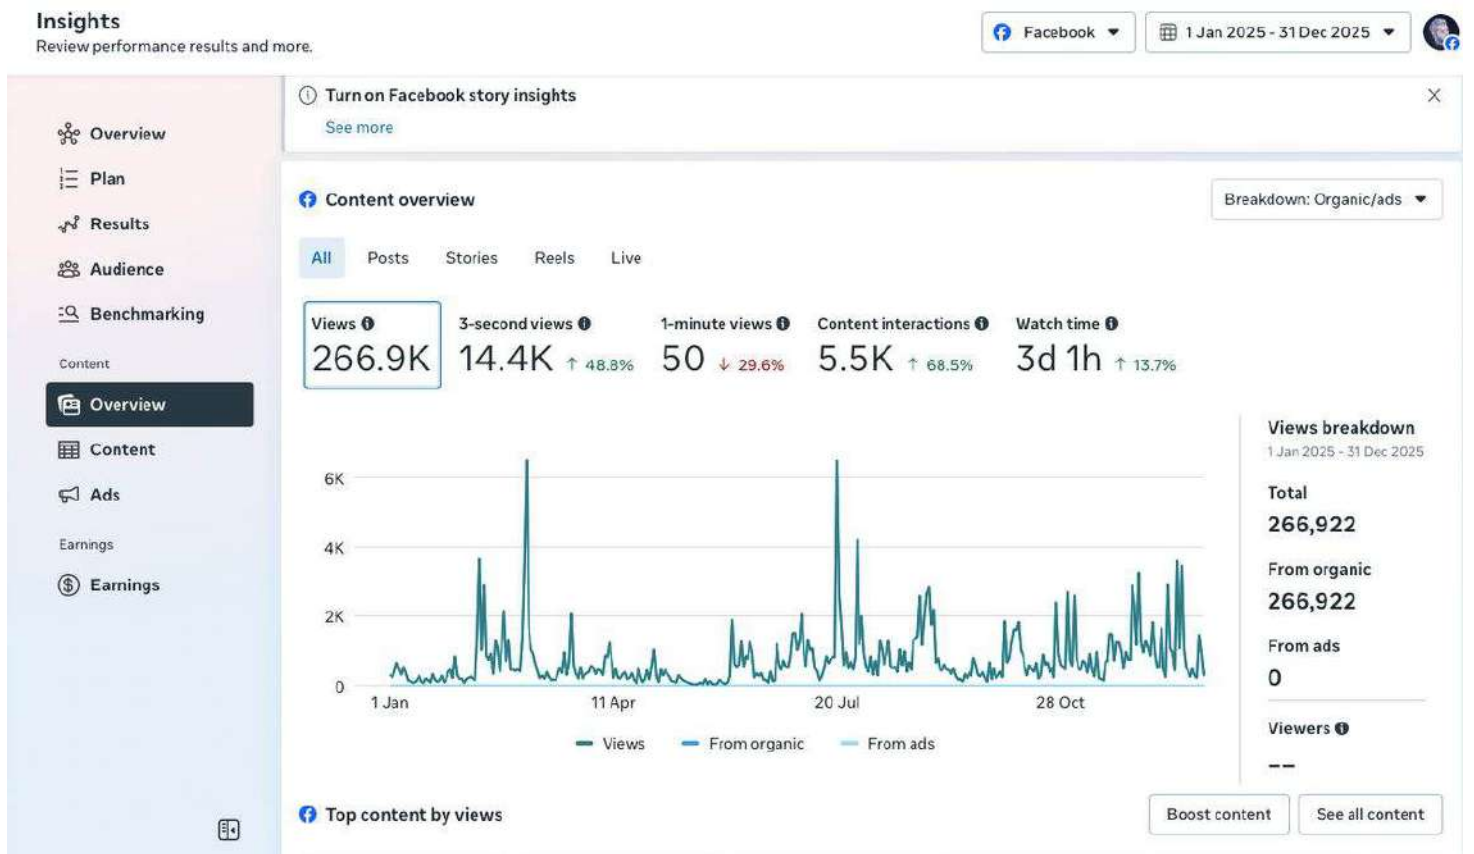 Insights
Review performance results and more.
Facebook
1 Jan 2025 - 31 Dec 2025
Overview
Plan
Results
Audience
Benchmarking
Content
Overview
Content
Ads
Earnings
Earnings
Turn on Facebook story insights
See more
Content overview
Breakdown: Organic/ads
All Posts Stories Reels Live
Views 3-second views 1-minute views Content interactions Watch time
266.9K 14.4K ↑ 48.8% 50 ↓ 29.6% 5.5K ↑ 68.5% 3d 1h ↑ 13.7%
6K
4K
2K
0
1 Jan 11 Apr 20 Jul 28 Oct
Views From organic From ads
Views breakdown
1 Jan 2025 - 31 Dec 2025
Total
266,922
From organic
266,922
From ads
0
Viewers
--
Top content by views
Boost content
See all content